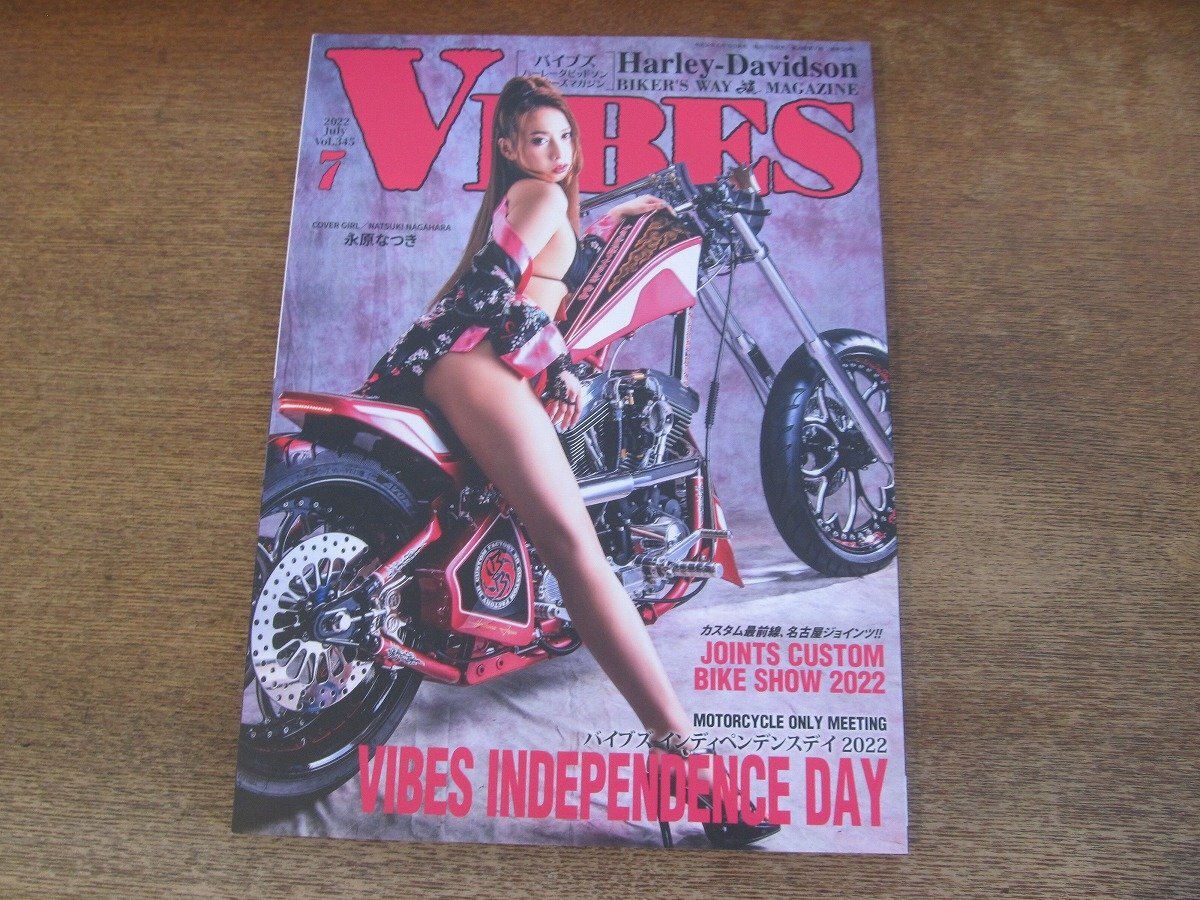 バイブズ
ハーレーダビッドソン
Harley-Davidson
BIKER'S WAY MAGAZINE
VIBES
2022
July
Vol.345
7
COVER GIRL／NATSUKI NAGAHARA
永原なつき
CUSTOM FACTORY
カスタム最前線、名古屋ジョインツ!!
JOINTS CUSTOM
BIKE SHOW 2022
MOTORCYCLE ONLY MEETING
バイブズ インディペンデンスデイ 2022
VIBES INDEPENDENCE DAY